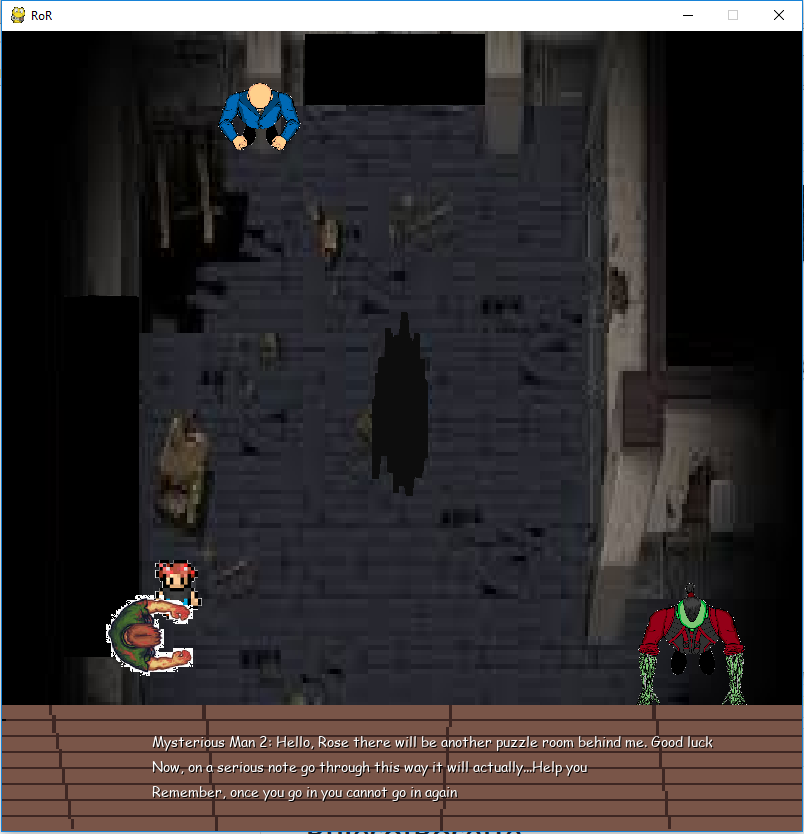 RoR
Mysterious Man 2: Hello, Rose there will be another puzzle room behind me. Good luck
Now, on a serious note go through this way it will actually...Help you
Remember, once you go in you cannot go in again